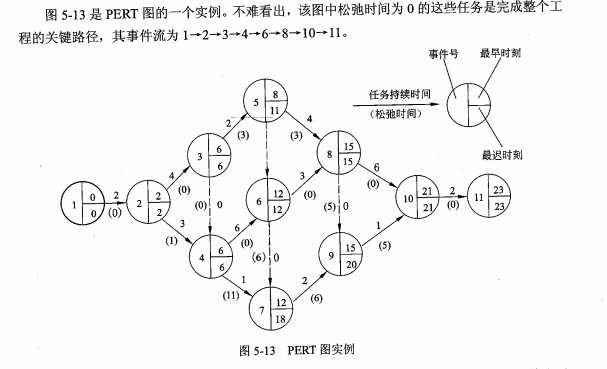 图 5-13 是 PERT 图的一个实例。不难看出，该图中松弛时间为 0 的这些任务是完成整个工
程的关键路径，其事件流为 1→2→3→4→6→8→10→11。
事件号 最早时刻
任务持续时间
(松弛时间)
最迟时刻
5 8 11
2 (3)
4 (3)
3 6 6
8 15 15
4 (0)
3 (0)
6 (0)
1 0 0
2 (0)
2 2 2
(0) 0
6 12 12
(5) 0
10 21 21
2 (0)
11 23 23
3 (1)
6 (0)
(6) 0
1 (5)
4 6 6
9 15 20
1 (11)
2 (6)
7 12 18
图 5-13 PERT 图实例